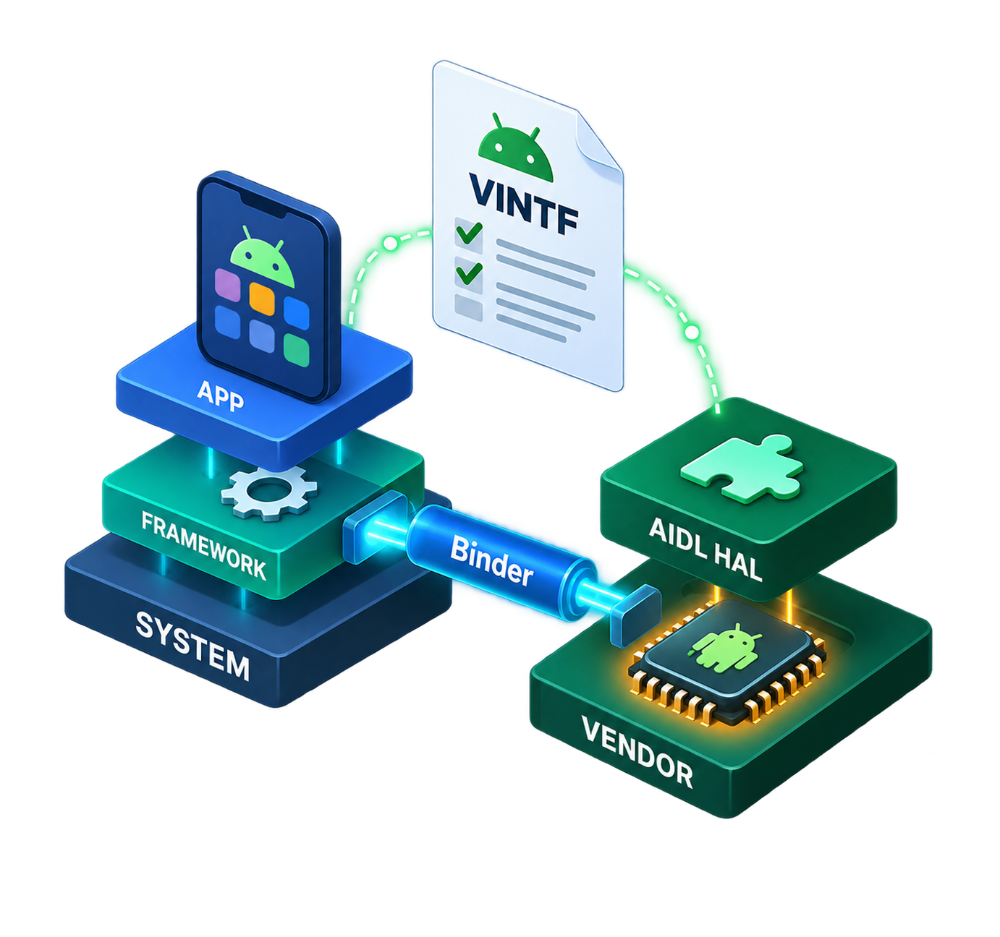 VINTF
APP
FRAMEWORK
SYSTEM
Binder
AIDL HAL
VENDOR